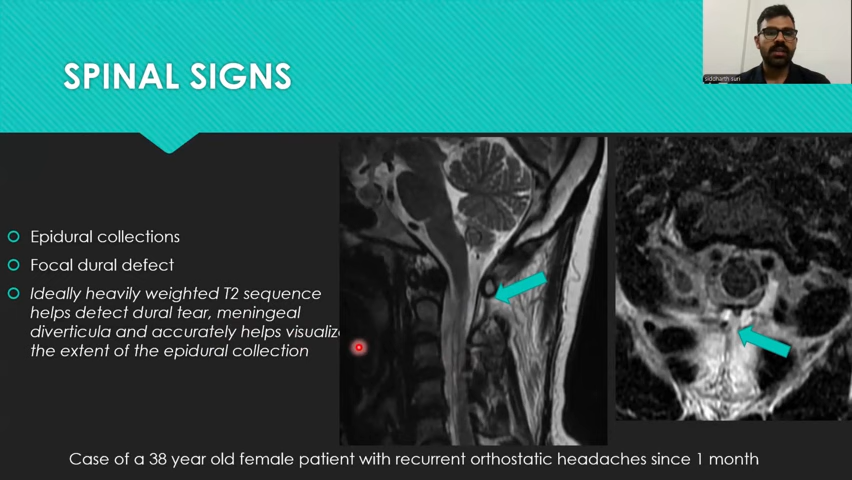 SPINAL SIGNS
siddharth suri
Epidural collections
Focal dural defect
Ideally heavily weighted T2 sequence
helps detect dural tear, meningeal
diverticula and accurately helps visualiz
the extent of the epidural collection
Case of a 38 year old female patient with recurrent orthostatic headaches since 1 month